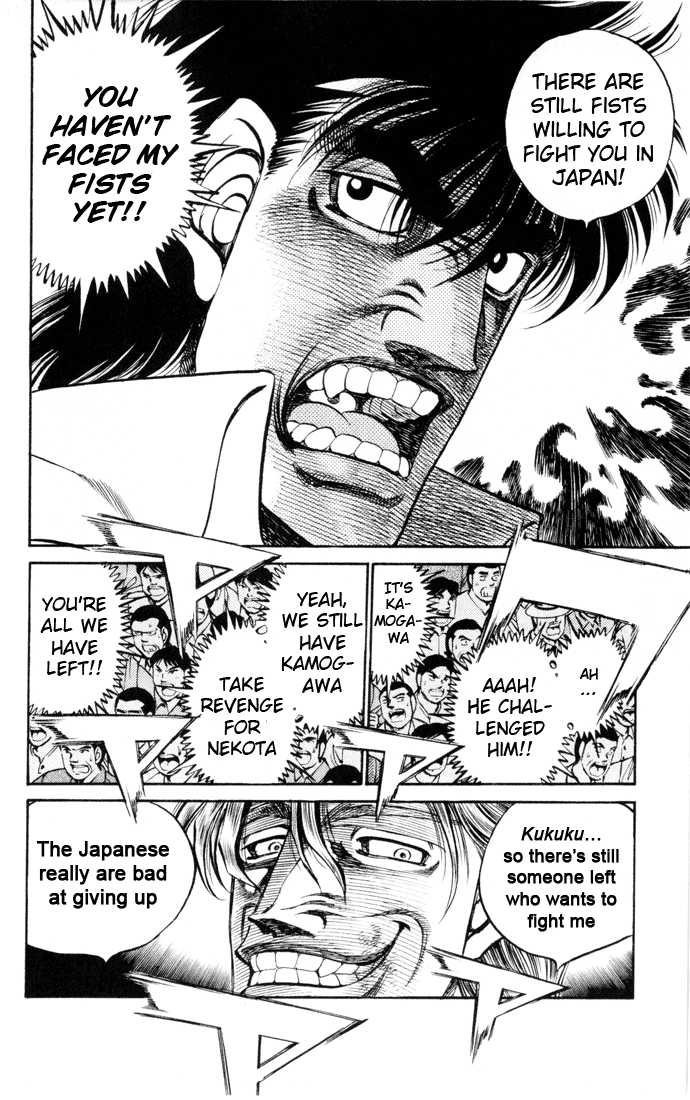 THERE ARE
STILL FISTS
WILLING TO
FIGHT YOU IN
JAPAN!
YOU
HAVEN'T
FACED MY
FISTS
YET!!
AH
...
AAAH!
HE CHAL-
LENGED
HIM!!
IT'S
KA-
MOGA-
WA
YEAH,
WE STILL
HAVE
KAMOG-
AWA
TAKE
REVENGE
FOR
NEKOTA
YOU'RE
ALL WE
HAVE
LEFT!!
Kukuku...
so there's still
someone left
who wants to
fight me
The Japanese
really are bad
at giving up